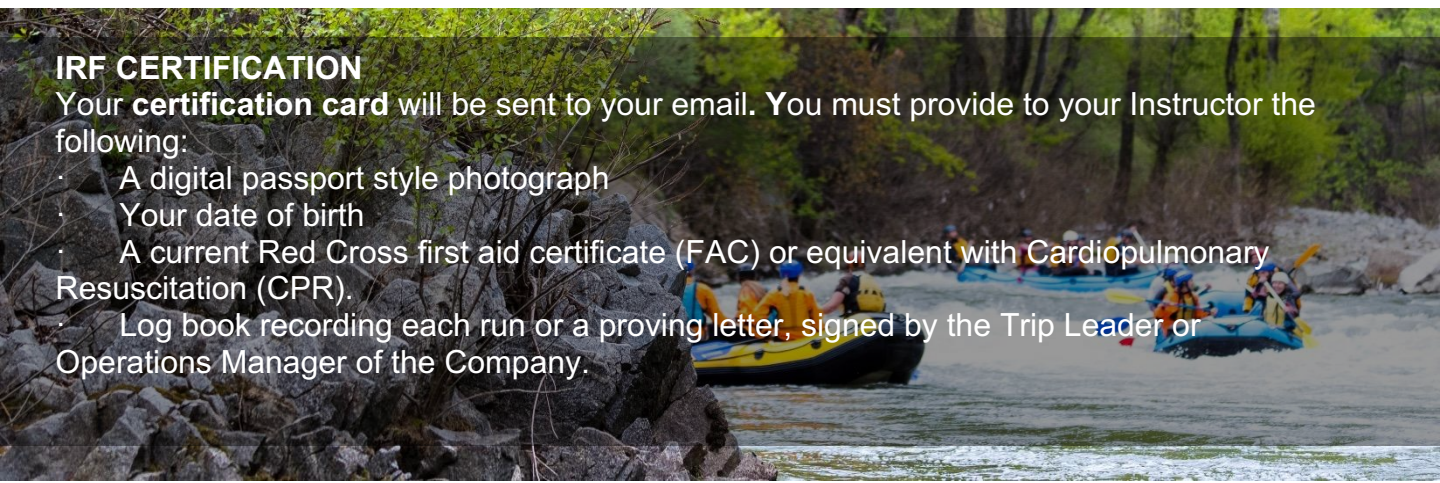 IRF CERTIFICATION
Your certification card will be sent to your email. You must provide to your Instructor the
following:
· A digital passport style photograph
· Your date of birth
· A current Red Cross first aid certificate (FAC) or equivalent with Cardiopulmonary
Resuscitation (CPR).
· Log book recording each run or a proving letter, signed by the Trip Leader or
Operations Manager of the Company.